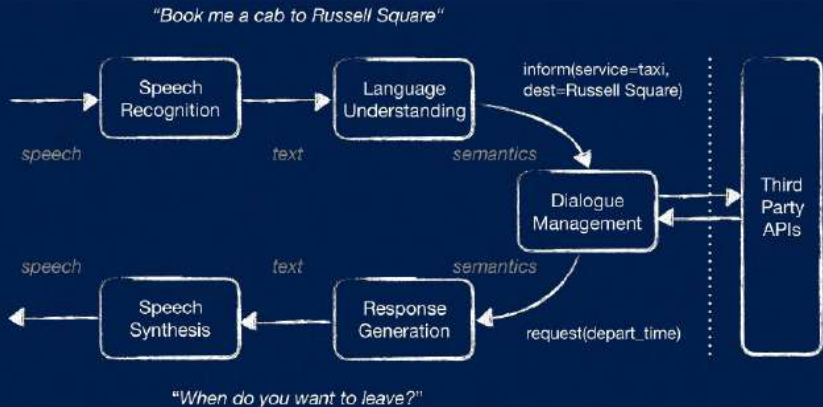 "Book me a cab to Russell Square"
Speech
Recognition
Language
Understanding
inform(service=taxi,
dest=Russell Square)
speech
text
semantics
Dialogue
Management
Third
Party
APIs
speech
text
semantics
Speech
Synthesis
Response
Generation
request(depart_time)
"When do you want to leave?"